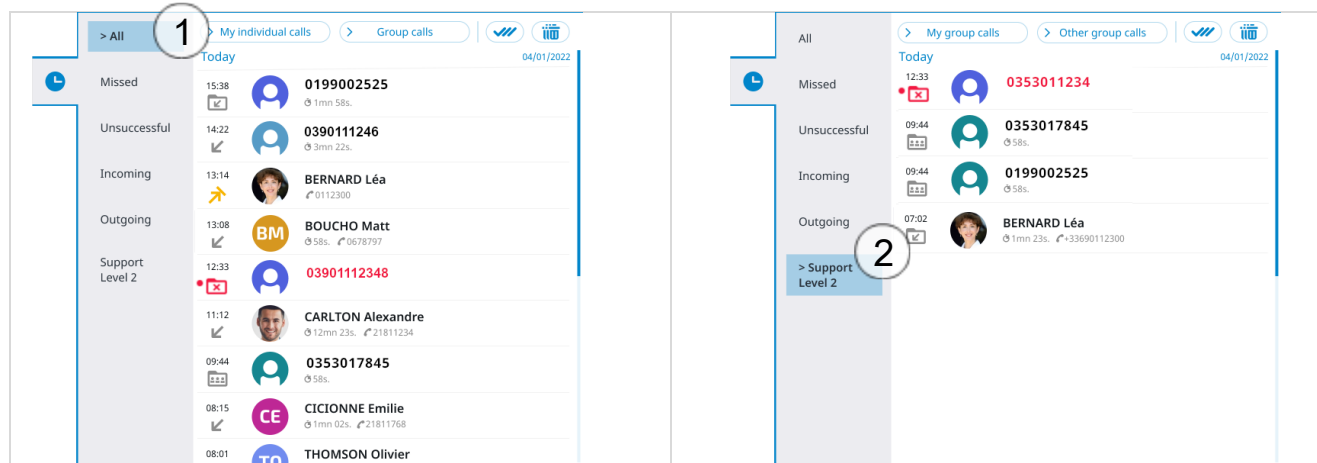 > All
1
> My individual calls
> Group calls
Today
04/01/2022
Missed
Unsuccessful
Incoming
Outgoing
Support
Level 2
15:38
0199002525
1mn 58s.
14:22
0390111246
3mn 22s.
13:14
BERNARD Léa
0112300
13:08
BM
BOUCHO Matt
58s. 0678797
12:33
03901112348
11:12
CARLTON Alexandre
12mn 23s. 21811234
09:44
0353017845
58s.
08:15
CE
CICIONNE Emilie
1mn 02s. 21811768
08:01
TO
THOMSON Olivier
All
> My group calls
> Other group calls
Today
04/01/2022
Missed
Unsuccessful
Incoming
Outgoing
2
> Support
Level 2
12:33
0353011234
09:44
0353017845
58s.
09:44
0199002525
58s.
07:02
BERNARD Léa
1mn 23s. +33690112300